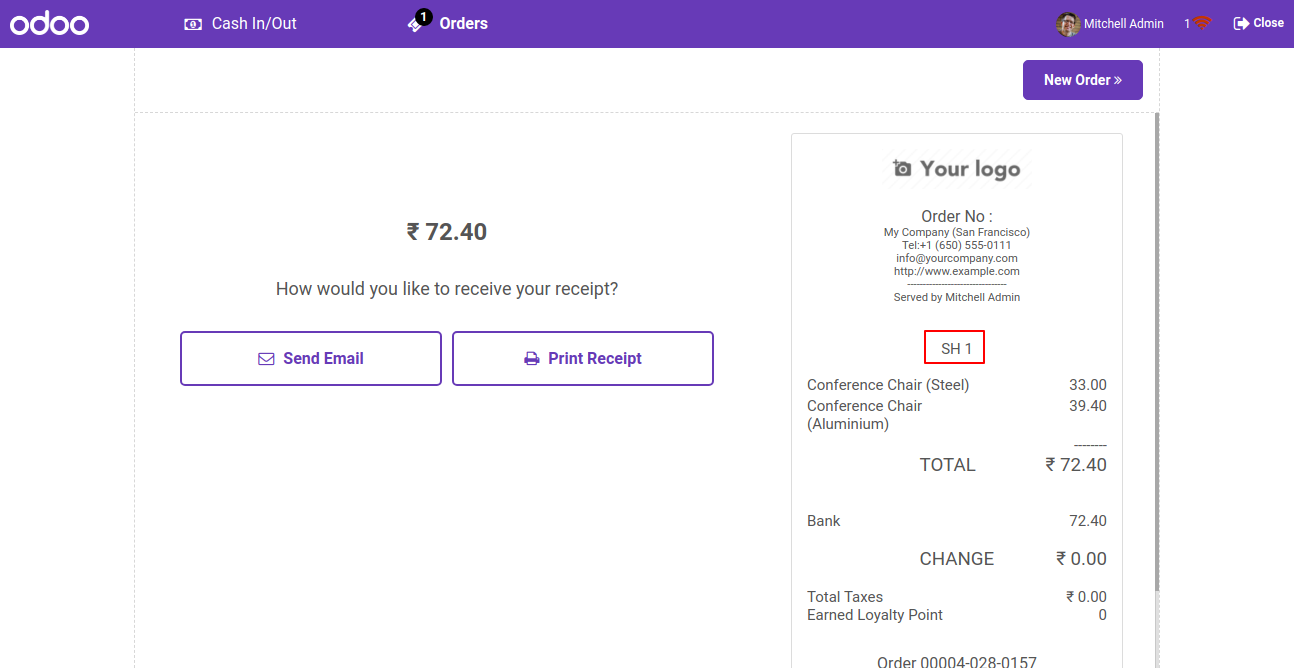 odoo
Cash In/Out
1
Orders
Mitchell Admin
1
Close
New Order »
₹ 72.40
How would you like to receive your receipt?
Send Email
Print Receipt
Your logo
Order No :
My Company (San Francisco)
Tel:+1 (650) 555-0111
info@yourcompany.com
http://www.example.com
--------------------------------
Served by Mitchell Admin
SH 1
Conference Chair (Steel) 33.00
Conference Chair 39.40
(Aluminium)
--------
TOTAL ₹ 72.40
Bank 72.40
CHANGE ₹ 0.00
Total Taxes ₹ 0.00
Earned Loyalty Point 0
Order 00004-028-0157